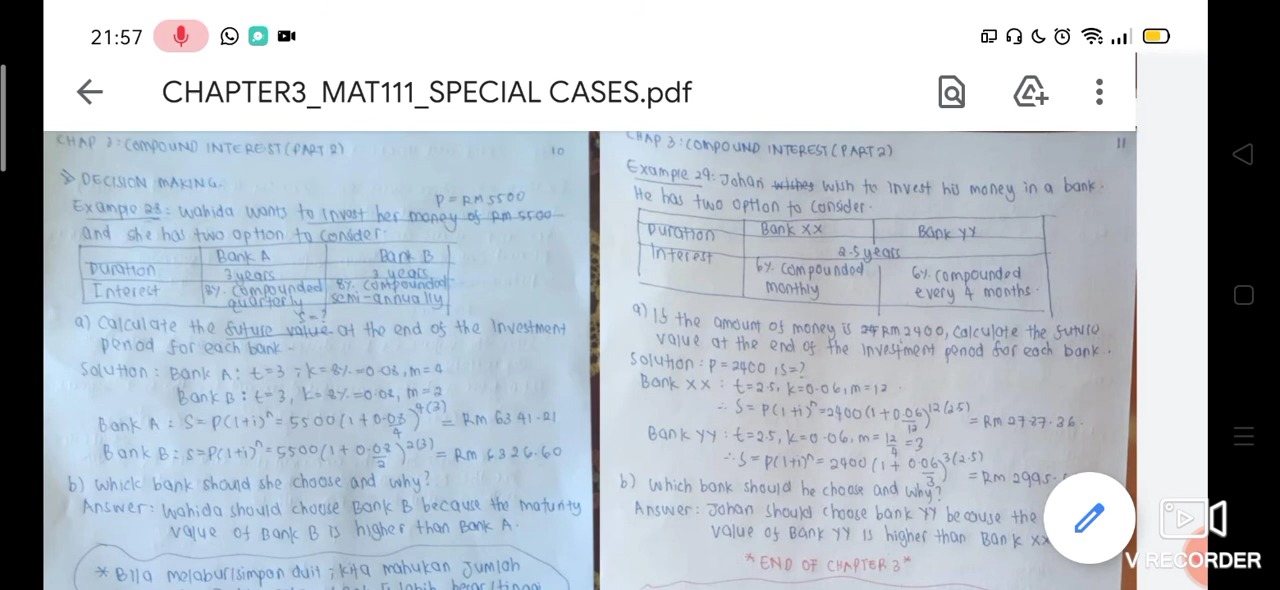 21:57
CHAPTER3_MAT111_SPECIAL CASES.pdf
CHAP 3: COMPOUND INTEREST (PART 2) 10
» DECISION MAKING.
P = RM 5500
Example 28: Wahida wants to invest her money of RM 5500
and she has two option to consider:
Bank A Bank B
Duration 3 years 3 years
Interest 8% compounded quarterly 8% compounded semi-annually
S = ?
a) Calculate the future value at the end of the investment
period for each bank.
Solution: Bank A: t=3, k=8%=0.08, m=4
Bank B: t=3, k=8%=0.08, m=2
Bank A: S=P(1+i)^n=5500(1+0.08/4)^4(3) = RM 6341.21
Bank B: S=P(1+i)^n=5500(1+0.08/2)^2(3) = RM 6326.60
b) Which bank should she choose and why?
Answer: Wahida should choose Bank B because the maturity
value of Bank B is higher than Bank A.
* Bila melabur/simpan duit, kita mahukan jumlah
CHAP 3: COMPOUND INTEREST (PART 2) 11
Example 29: Johan wishes wish to invest his money in a bank.
He has two option to consider.
Duration Bank XX Bank YY
2.5 years
Interest 6% compounded monthly 6% compounded every 4 months.
a) If the amount of money is RM 2400, calculate the future
value at the end of the investment period for each bank.
Solution: P = 2400, S=?
Bank XX: t=2.5, k=0.06, m=12.
∴ S=P(1+i)^n=2400(1+0.06/12)^12(2.5) = RM 2787.36.
Bank YY: t=2.5, k=0.06, m=12/4=3
∴ S=P(1+i)^n=2400(1+0.06/3)^3(2.5) = RM 2995.
b) Which bank should he choose and why?
Answer: Johan should choose bank YY because the
value of Bank YY is higher than Bank XX
*END OF CHAPTER 3*
V RECORDER